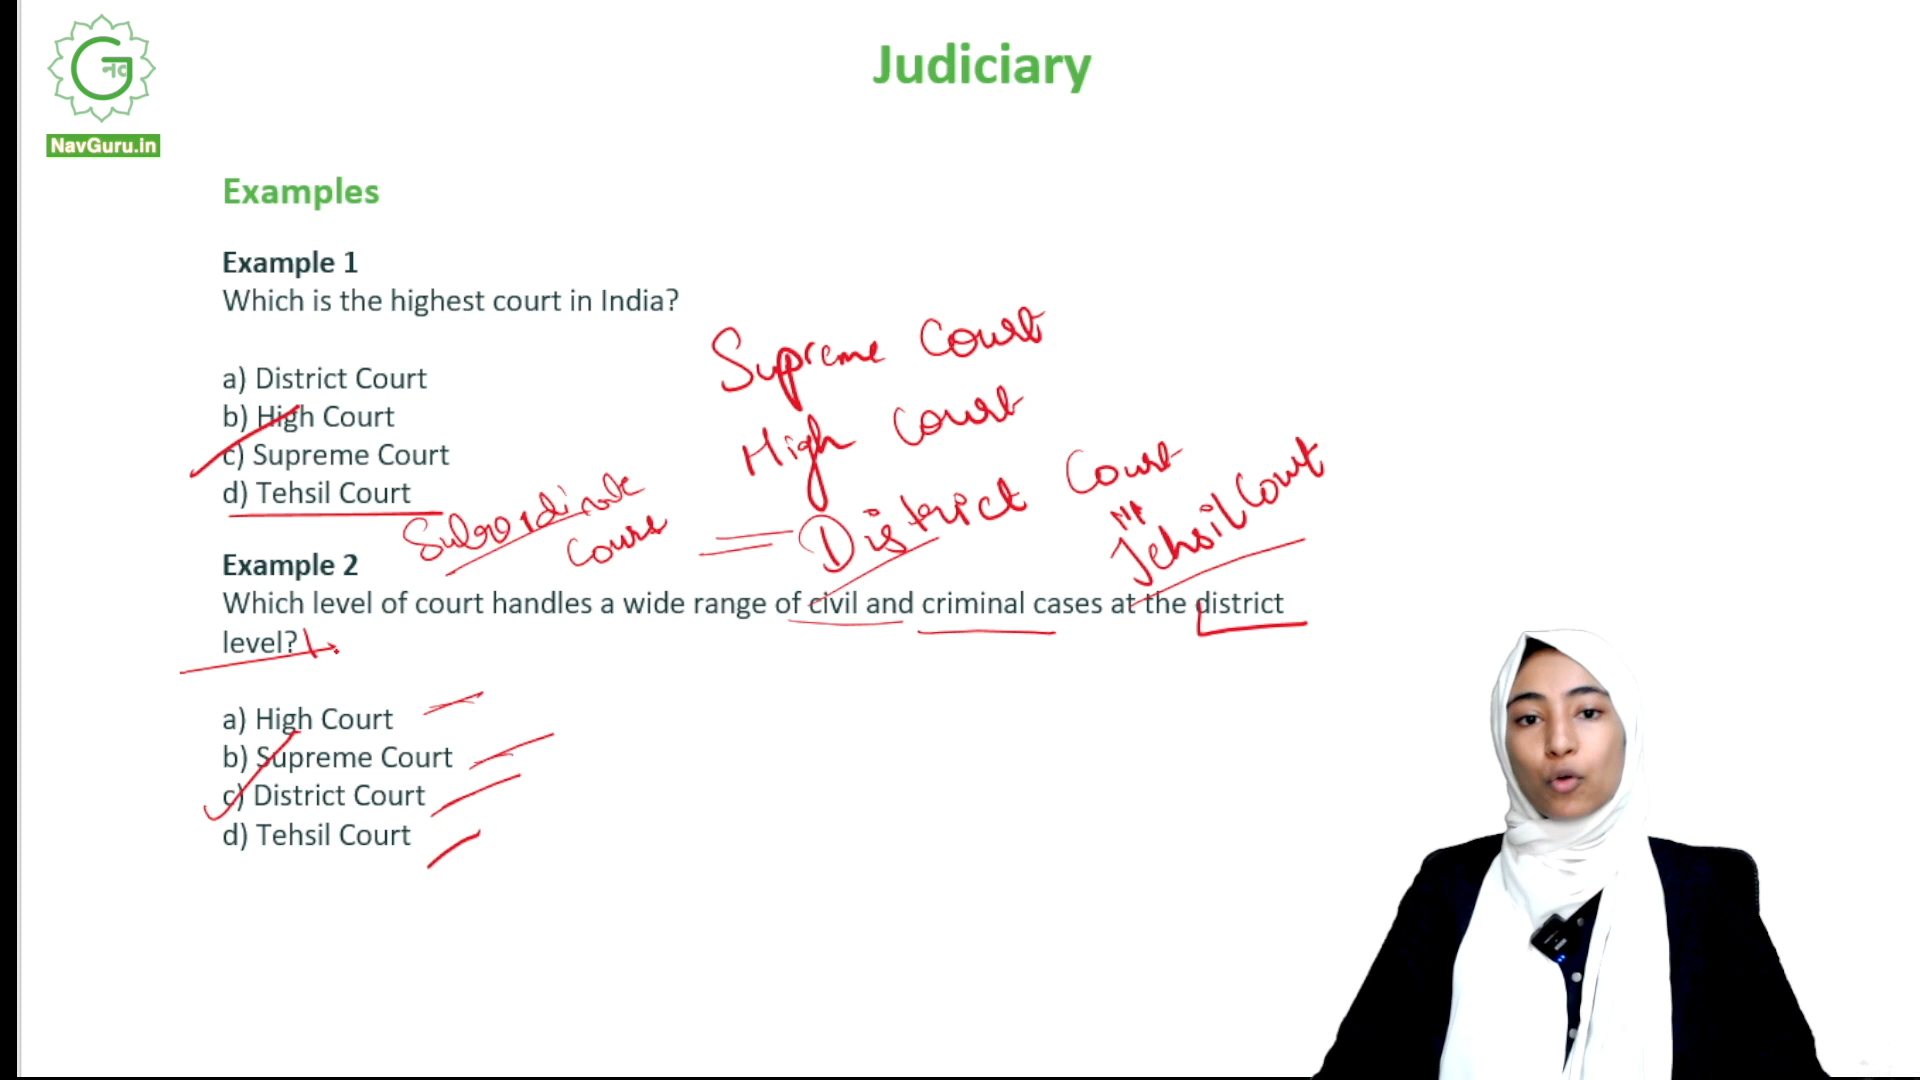 नव
NavGuru.in
Judiciary
Examples
Example 1
Which is the highest court in India?
a) District Court
b) High Court
c) Supreme Court
d) Tehsil Court
Supreme Court
High Court
District Court
Tehsil Court
Subordinate
Court
Example 2
Which level of court handles a wide range of civil and criminal cases at the district
level?
a) High Court
b) Supreme Court
c) District Court
d) Tehsil Court